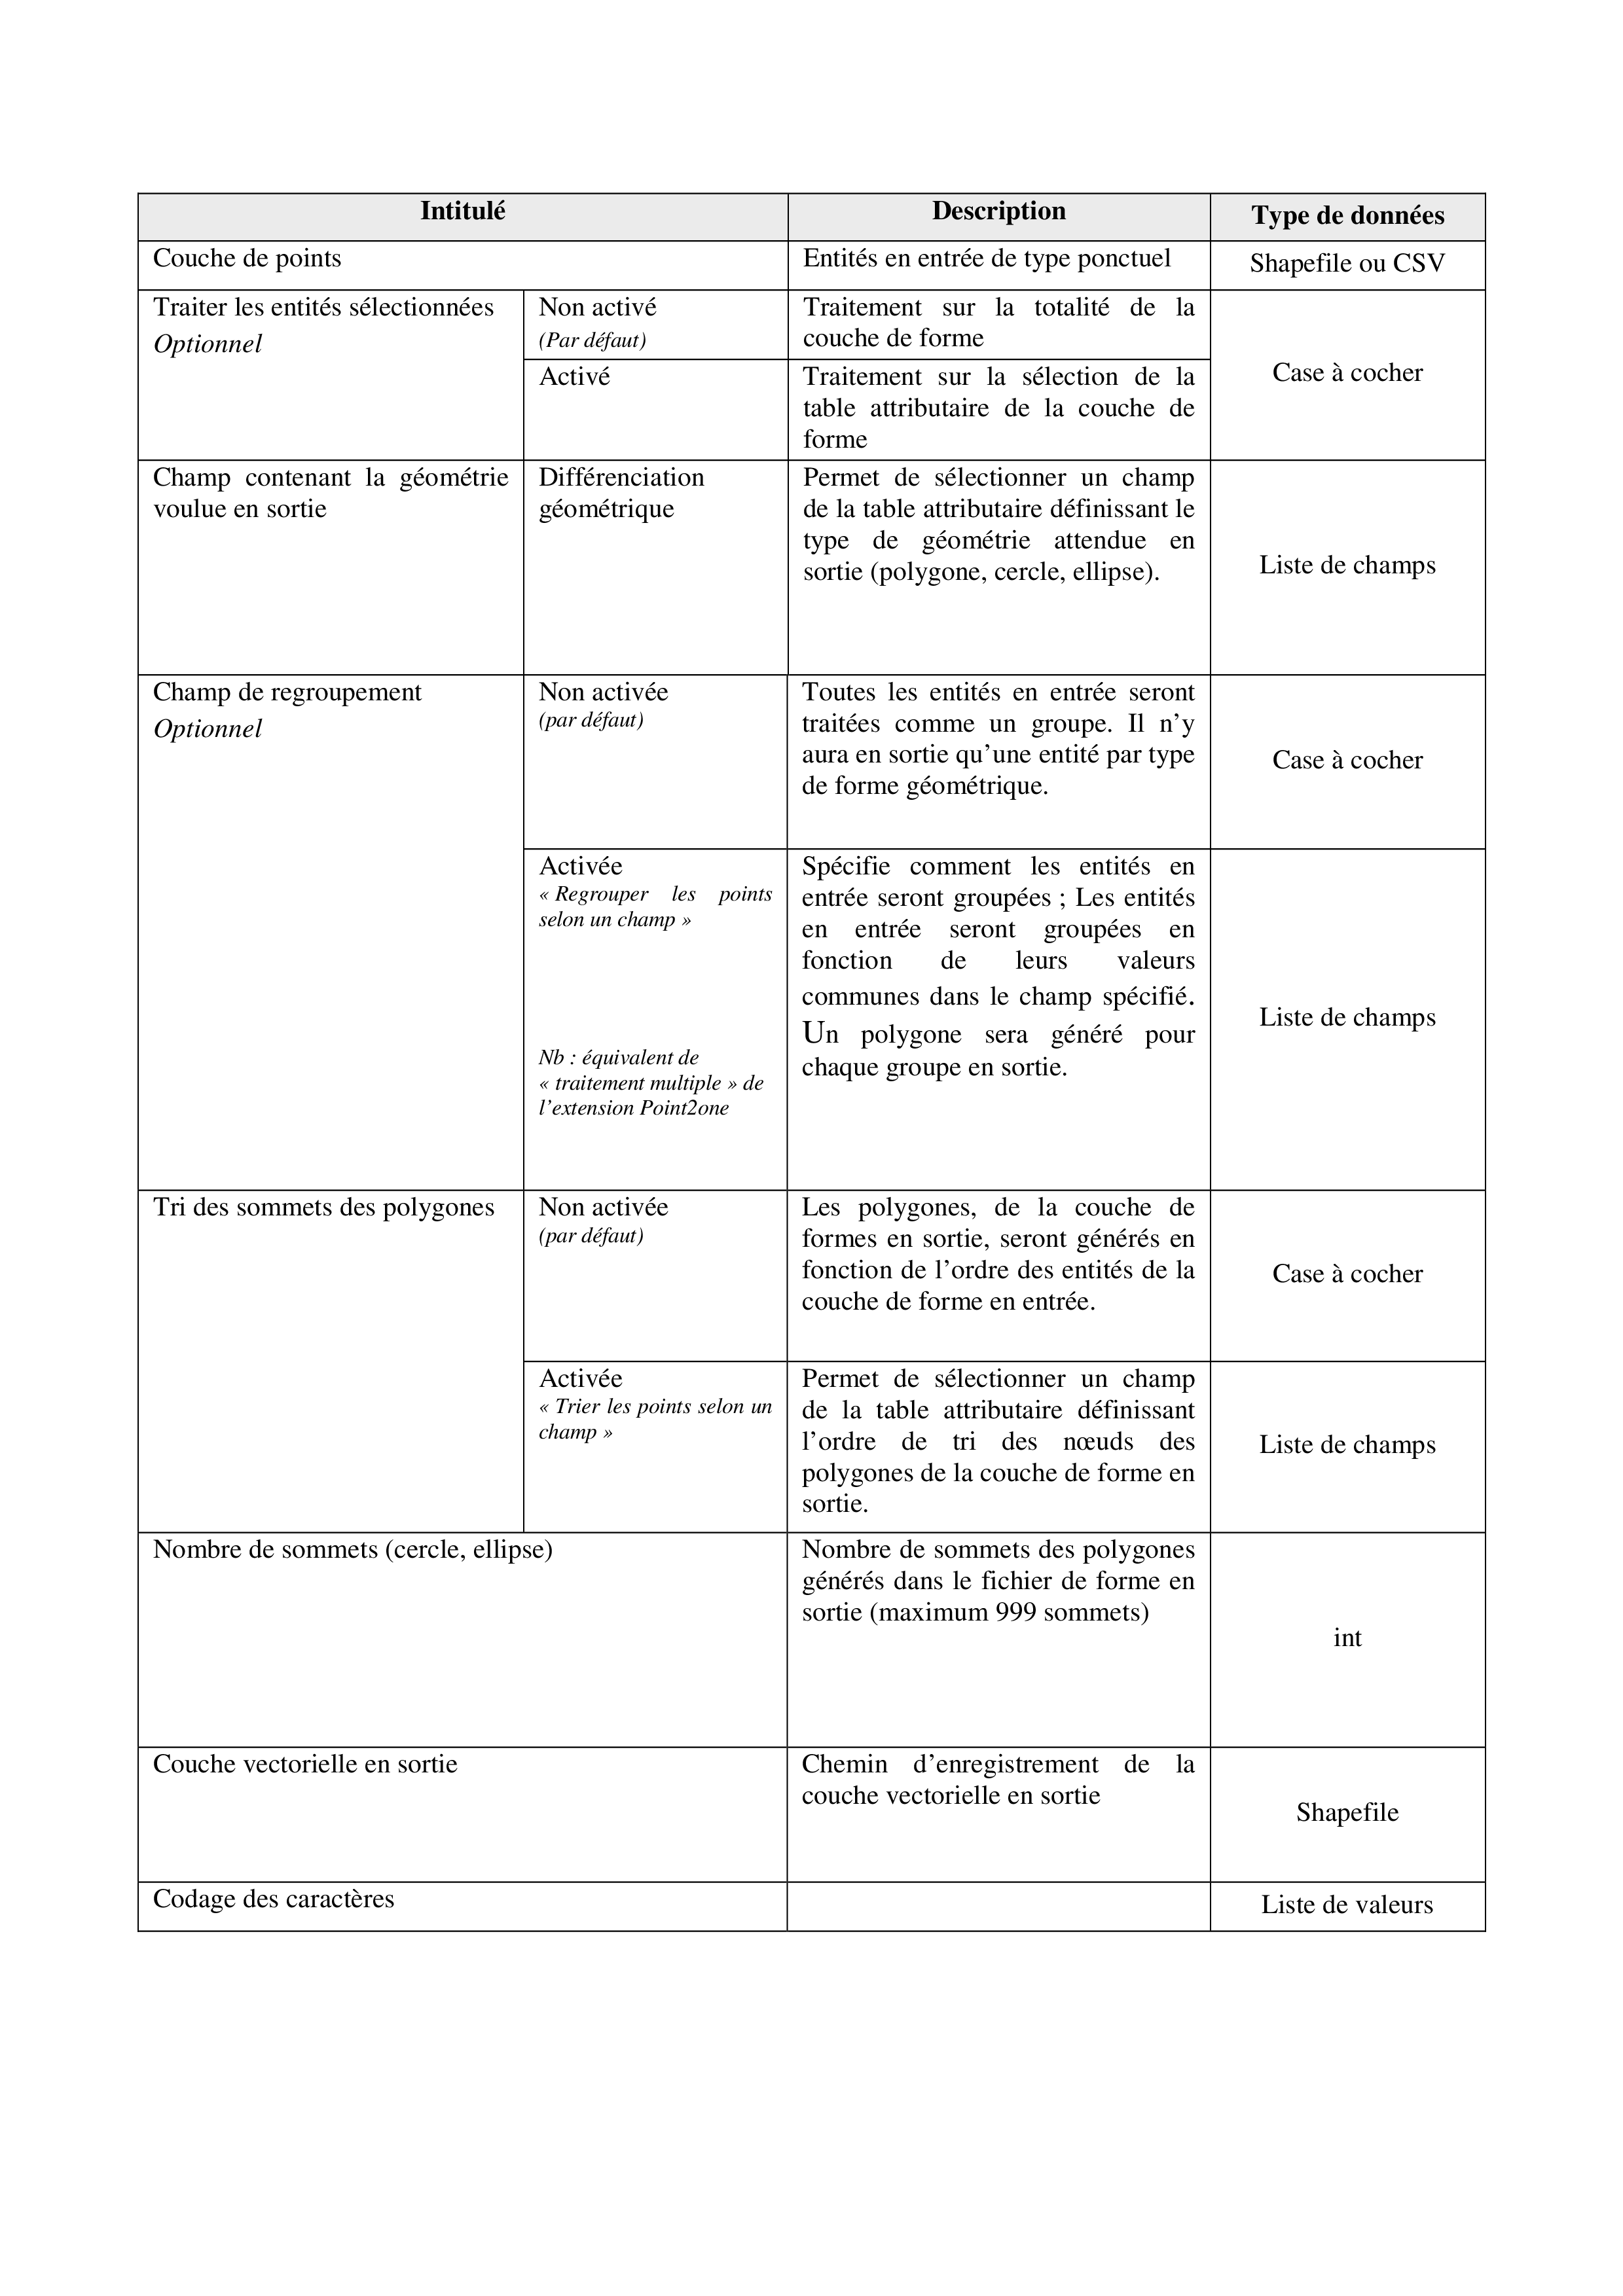 Intitulé
Description
Type de données
Couche de points
Entités en entrée de type ponctuel
Shapefile ou CSV
Traiter les entités sélectionnées
Optionnel
Non activé
(Par défaut)
Traitement sur la totalité de la
couche de forme
Case à cocher
Activé
Traitement sur la sélection de la
table attributaire de la couche de
forme
Champ contenant la géométrie
voulue en sortie
Différenciation
géométrique
Permet de sélectionner un champ
de la table attributaire définissant le
type de géométrie attendue en
sortie (polygone, cercle, ellipse).
Liste de champs
Champ de regroupement
Optionnel
Non activée
(par défaut)
Toutes les entités en entrée seront
traitées comme un groupe. Il n’y
aura en sortie qu’une entité par type
de forme géométrique.
Case à cocher
Activée
« Regrouper les points
selon un champ »
Nb : équivalent de
« traitement multiple » de
l’extension Point2one
Spécifie comment les entités en
entrée seront groupées ; Les entités
en entrée seront groupées en
fonction de leurs valeurs
communes dans le champ spécifié.
Un polygone sera généré pour
chaque groupe en sortie.
Liste de champs
Tri des sommets des polygones
Non activée
(par défaut)
Les polygones, de la couche de
formes en sortie, seront générés en
fonction de l’ordre des entités de la
couche de forme en entrée.
Case à cocher
Activée
« Trier les points selon un
champ »
Permet de sélectionner un champ
de la table attributaire définissant
l’ordre de tri des nœuds des
polygones de la couche de forme en
sortie.
Liste de champs
Nombre de sommets (cercle, ellipse)
Nombre de sommets des polygones
générés dans le fichier de forme en
sortie (maximum 999 sommets)
int
Couche vectorielle en sortie
Chemin d’enregistrement de la
couche vectorielle en sortie
Shapefile
Codage des caractères
Liste de valeurs